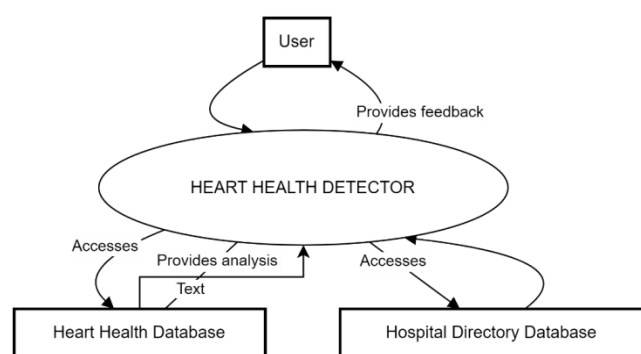 User
Provides feedback
HEART HEALTH DETECTOR
Accesses
Provides analysis
Accesses
Text
Heart Health Database
Hospital Directory Database